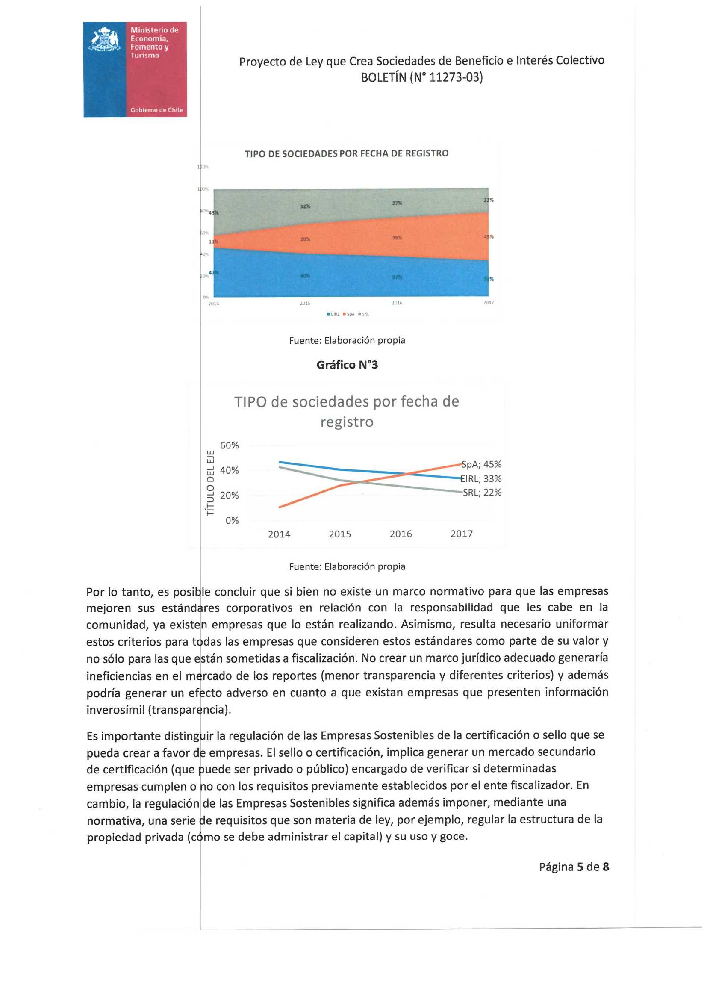 Ministerio de
Economía,
Fomento y
Turismo
Gobierno de Chile
Proyecto de Ley que Crea Sociedades de Beneficio e Interés Colectivo
BOLETÍN (N° 11273-03)
TIPO DE SOCIEDADES POR FECHA DE REGISTRO
120%
100%
80%
60%
40%
20%
0%
43%
32%
27%
22%
11%
28%
36%
45%
47%
40%
37%
33%
2014 2015 2016 2017
EIRL SpA SRL
Fuente: Elaboración propia
Gráfico N°3
TIPO de sociedades por fecha de
registro
TÍTULO DEL EJE
60%
40%
20%
0%
SpA; 45%
EIRL; 33%
SRL; 22%
2014 2015 2016 2017
Fuente: Elaboración propia
Por lo tanto, es posible concluir que si bien no existe un marco normativo para que las empresas
mejoren sus estándares corporativos en relación con la responsabilidad que les cabe en la
comunidad, ya existen empresas que lo están realizando. Asimismo, resulta necesario uniformar
estos criterios para todas las empresas que consideren estos estándares como parte de su valor y
no sólo para las que están sometidas a fiscalización. No crear un marco jurídico adecuado generaría
ineficiencias en el mercado de los reportes (menor transparencia y diferentes criterios) y además
podría generar un efecto adverso en cuanto a que existan empresas que presenten información
inverosímil (transparencia).
Es importante distinguir la regulación de las Empresas Sostenibles de la certificación o sello que se
pueda crear a favor de empresas. El sello o certificación, implica generar un mercado secundario
de certificación (que puede ser privado o público) encargado de verificar si determinadas
empresas cumplen o no con los requisitos previamente establecidos por el ente fiscalizador. En
cambio, la regulación de las Empresas Sostenibles significa además imponer, mediante una
normativa, una serie de requisitos que son materia de ley, por ejemplo, regular la estructura de la
propiedad privada (cómo se debe administrar el capital) y su uso y goce.
Página 5 de 8